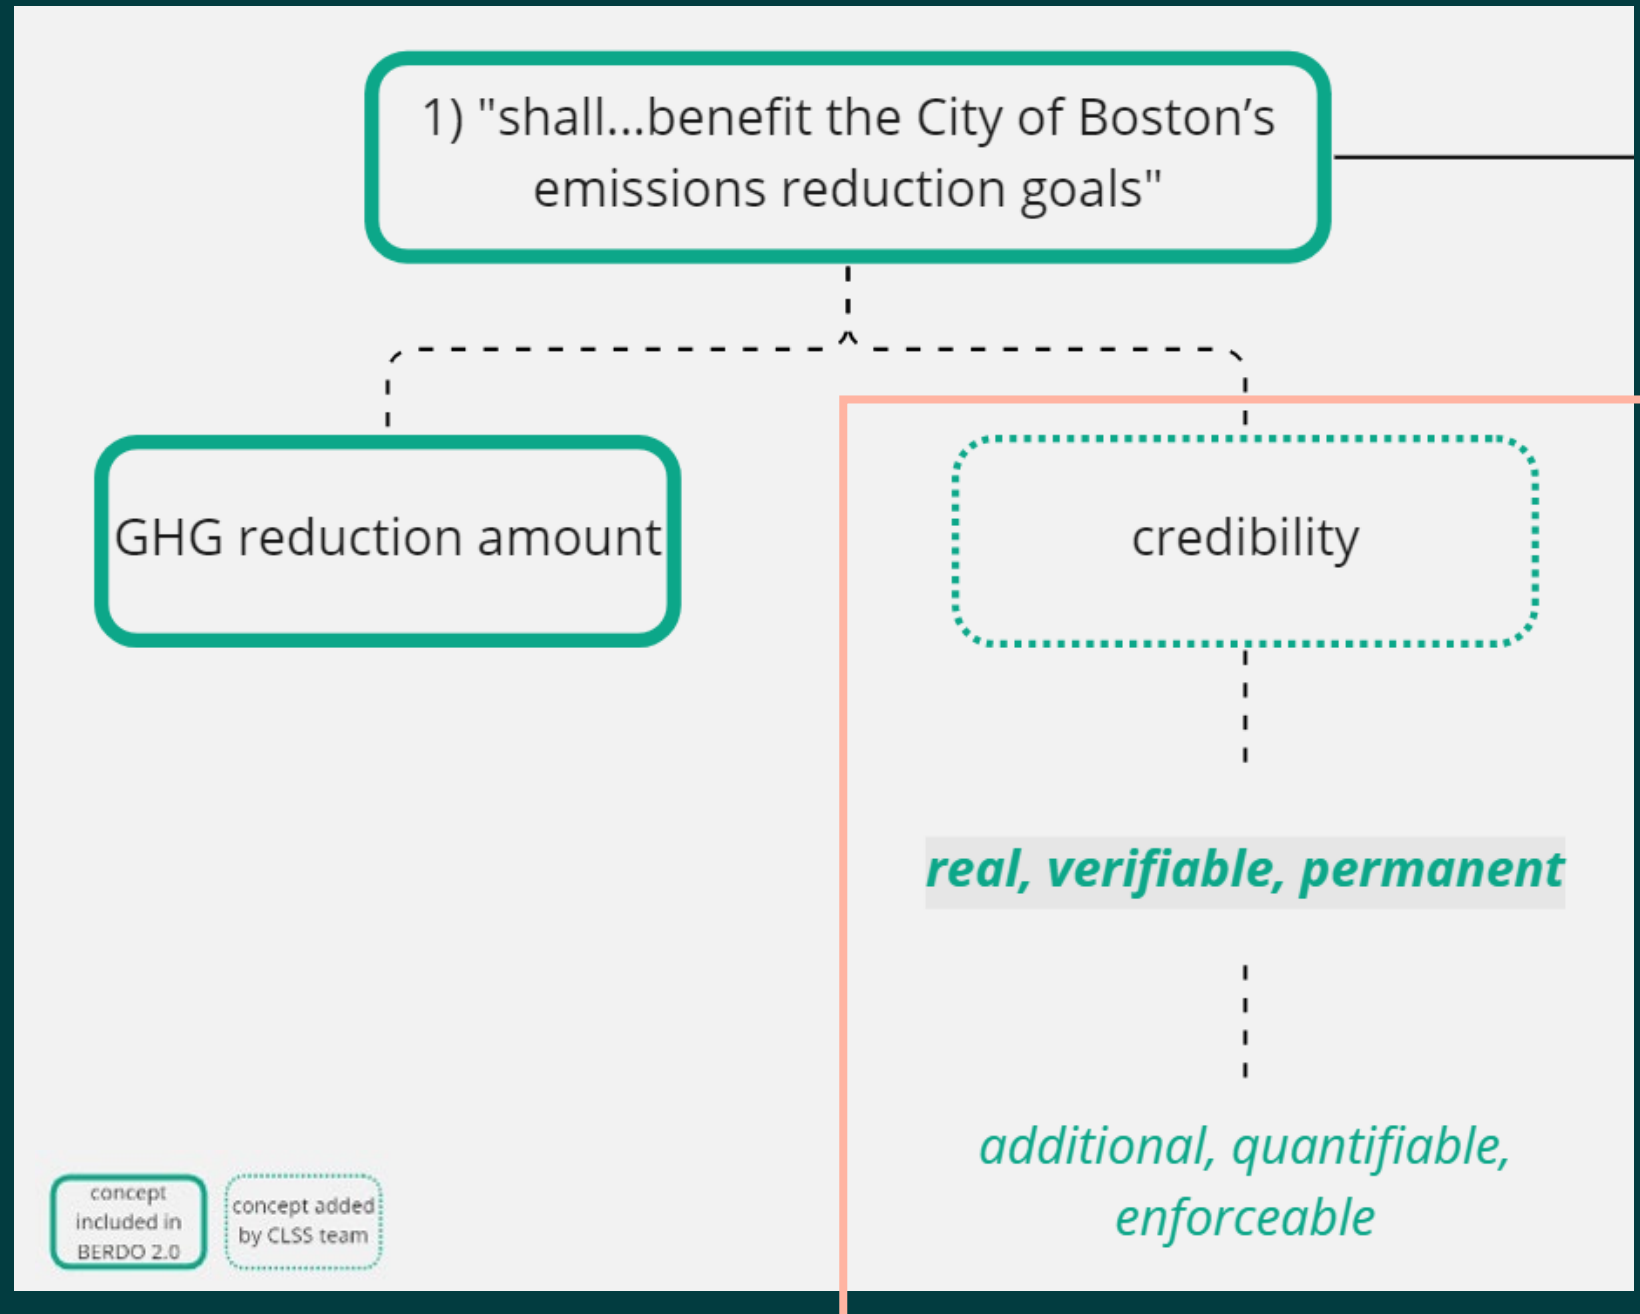 1) "shall...benefit the City of Boston’s
emissions reduction goals"
GHG reduction amount
credibility
real, verifiable, permanent
additional, quantifiable,
enforceable
concept
included in
BERDO 2.0
concept added
by CLSS team